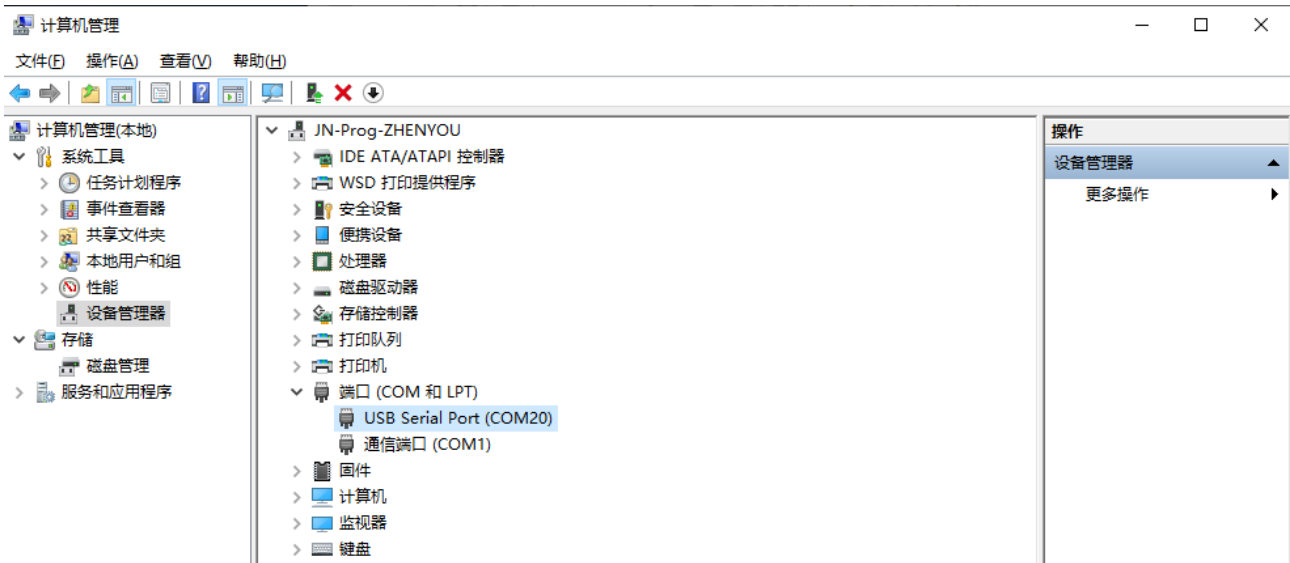 计算机管理
文件(F) 操作(A) 查看(V) 帮助(H)
计算机管理(本地)
系统工具
任务计划程序
事件查看器
共享文件夹
本地用户和组
性能
设备管理器
存储
磁盘管理
服务和应用程序
JN-Prog-ZHENYOU
IDE ATA/ATAPI 控制器
WSD 打印提供程序
安全设备
便携设备
处理器
磁盘驱动器
存储控制器
打印队列
打印机
端口 (COM 和 LPT)
USB Serial Port (COM20)
通信端口 (COM1)
固件
计算机
监视器
键盘
操作
设备管理器
更多操作